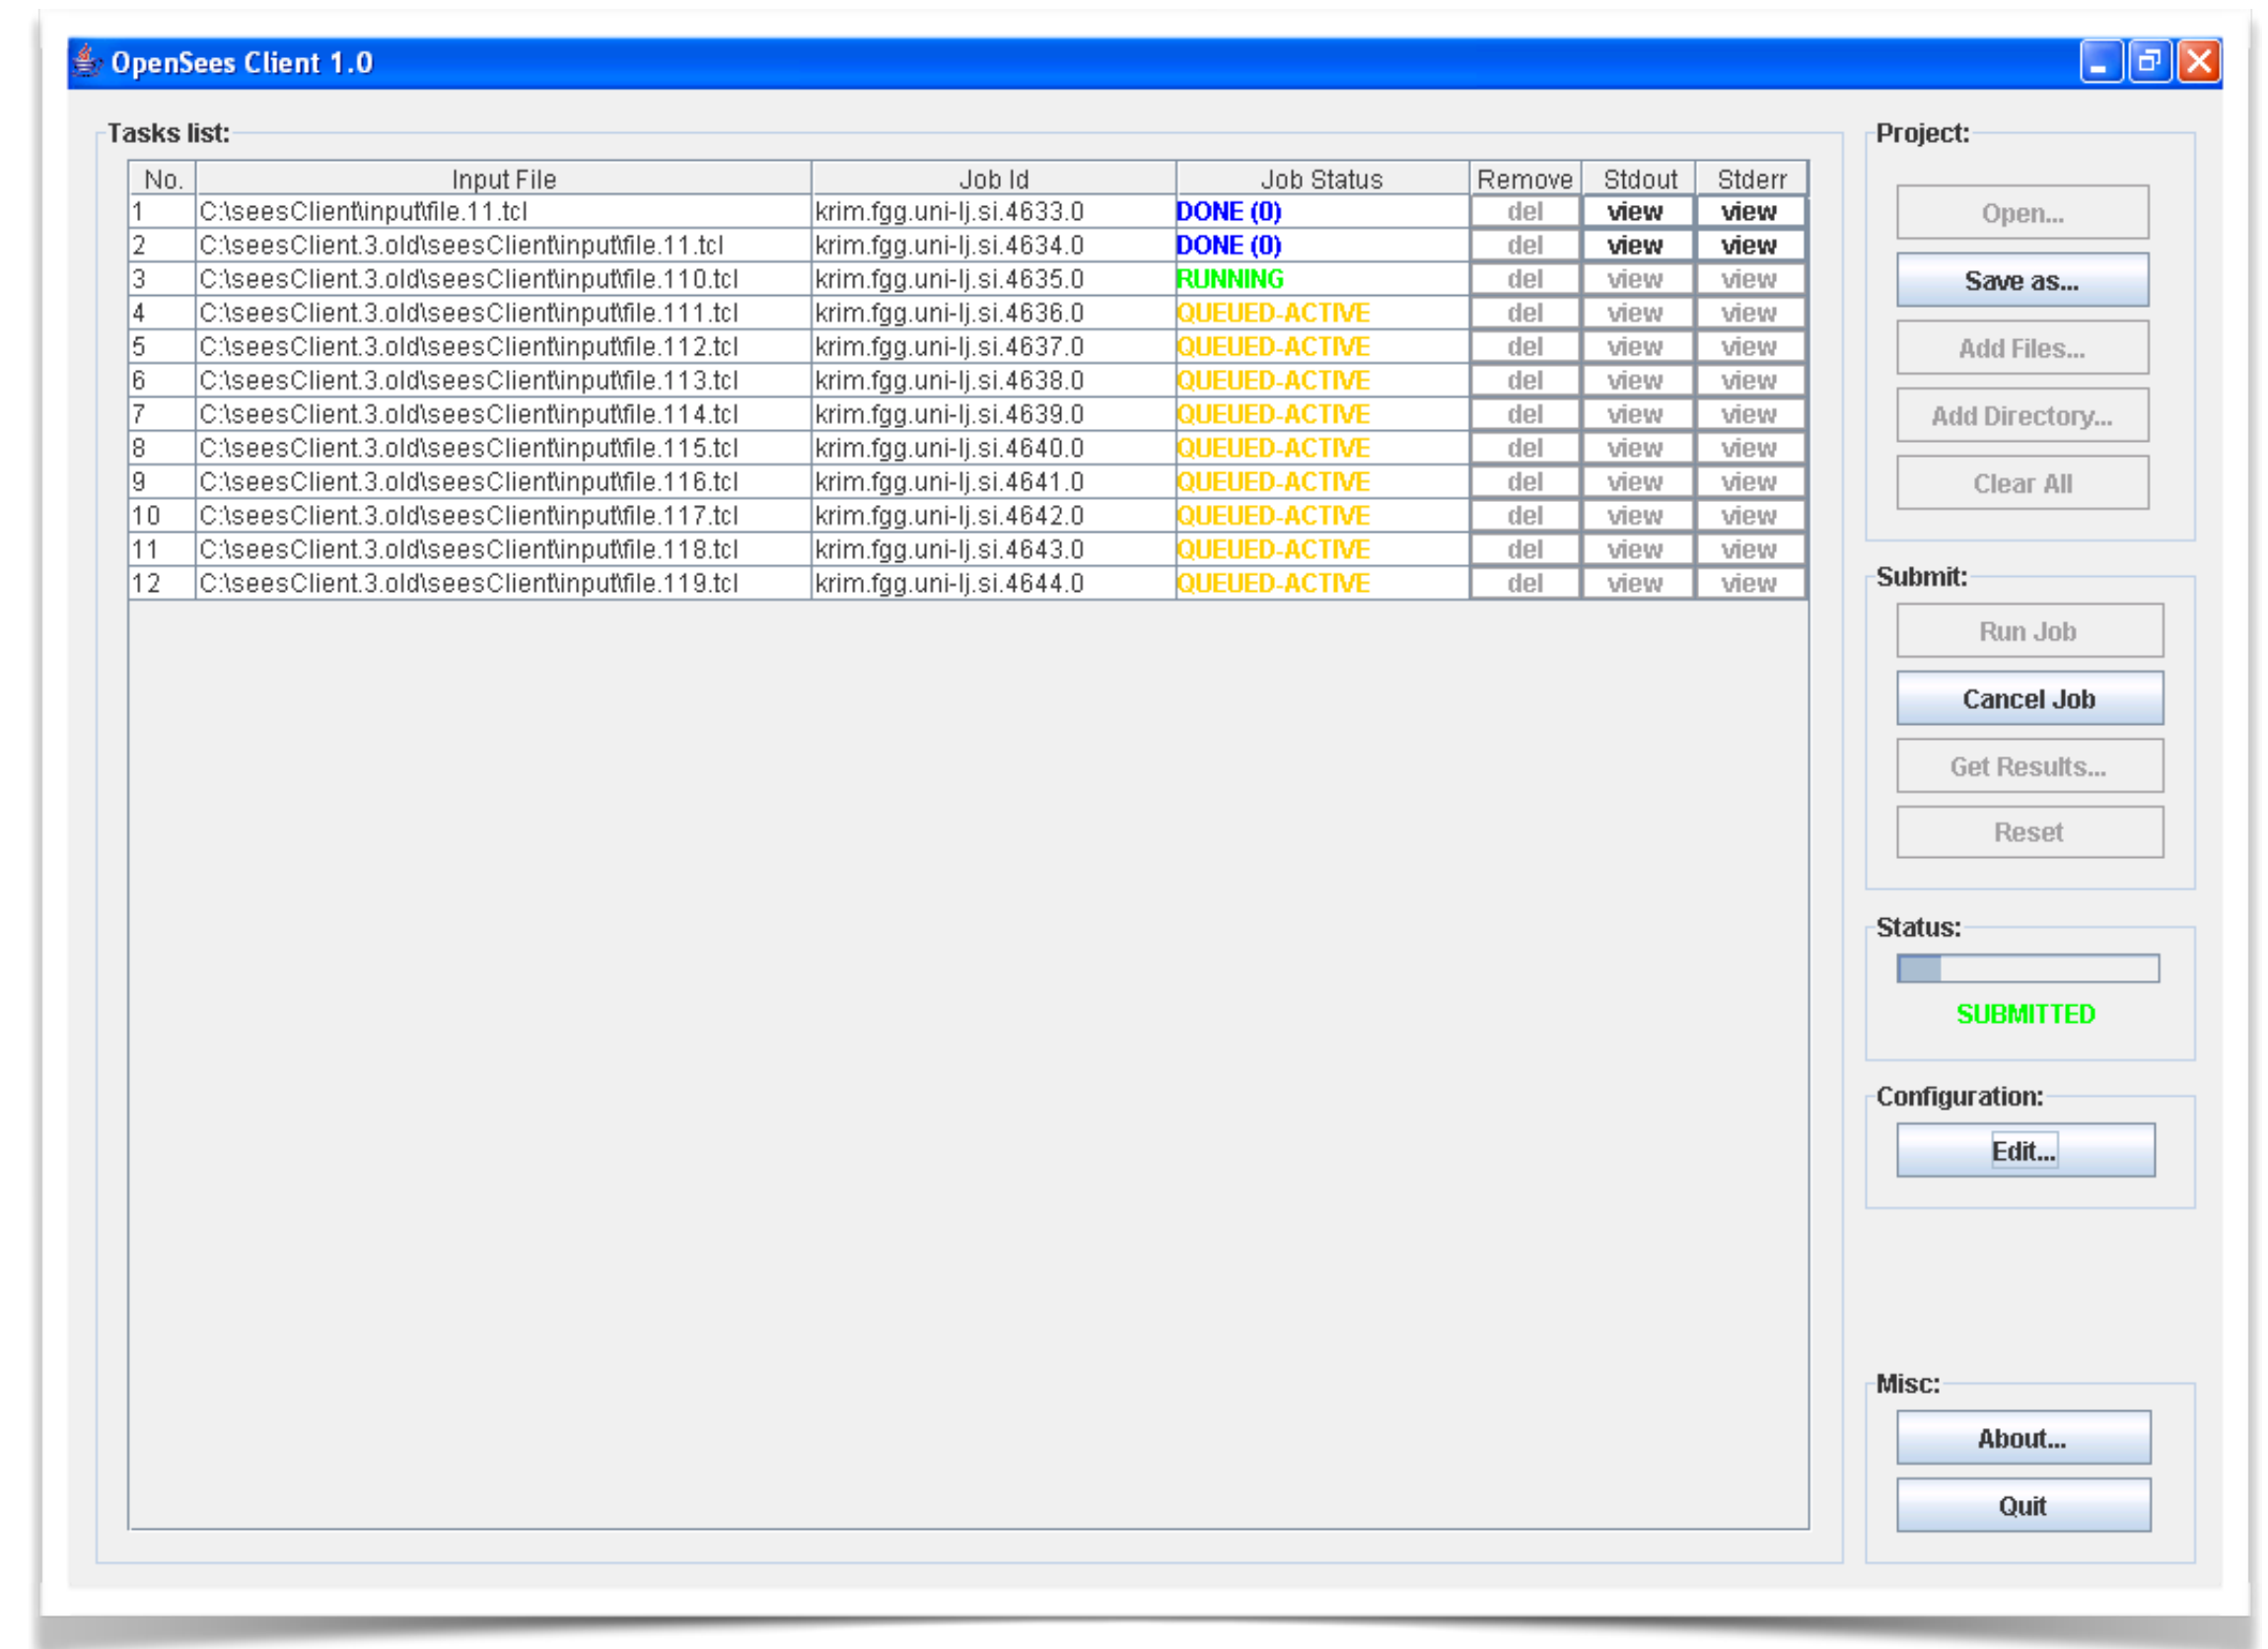 OpenSees Client 1.0
Tasks list:
No. Input File Job Id Job Status Remove Stdout Stderr
1 C:\seesClient\input\file.11.tcl krim.fgg.uni-lj.si.4633.0 DONE (0) del view view
2 C:\seesClient.3.old\seesClient\input\file.11.tcl krim.fgg.uni-lj.si.4634.0 DONE (0) del view view
3 C:\seesClient.3.old\seesClient\input\file.110.tcl krim.fgg.uni-lj.si.4635.0 RUNNING del view view
4 C:\seesClient.3.old\seesClient\input\file.111.tcl krim.fgg.uni-lj.si.4636.0 QUEUED-ACTIVE del view view
5 C:\seesClient.3.old\seesClient\input\file.112.tcl krim.fgg.uni-lj.si.4637.0 QUEUED-ACTIVE del view view
6 C:\seesClient.3.old\seesClient\input\file.113.tcl krim.fgg.uni-lj.si.4638.0 QUEUED-ACTIVE del view view
7 C:\seesClient.3.old\seesClient\input\file.114.tcl krim.fgg.uni-lj.si.4639.0 QUEUED-ACTIVE del view view
8 C:\seesClient.3.old\seesClient\input\file.115.tcl krim.fgg.uni-lj.si.4640.0 QUEUED-ACTIVE del view view
9 C:\seesClient.3.old\seesClient\input\file.116.tcl krim.fgg.uni-lj.si.4641.0 QUEUED-ACTIVE del view view
10 C:\seesClient.3.old\seesClient\input\file.117.tcl krim.fgg.uni-lj.si.4642.0 QUEUED-ACTIVE del view view
11 C:\seesClient.3.old\seesClient\input\file.118.tcl krim.fgg.uni-lj.si.4643.0 QUEUED-ACTIVE del view view
12 C:\seesClient.3.old\seesClient\input\file.119.tcl krim.fgg.uni-lj.si.4644.0 QUEUED-ACTIVE del view view
Project:
Open...
Save as...
Add Files...
Add Directory...
Clear All
Submit:
Run Job
Cancel Job
Get Results...
Reset
Status:
SUBMITTED
Configuration:
Edit...
Misc:
About...
Quit